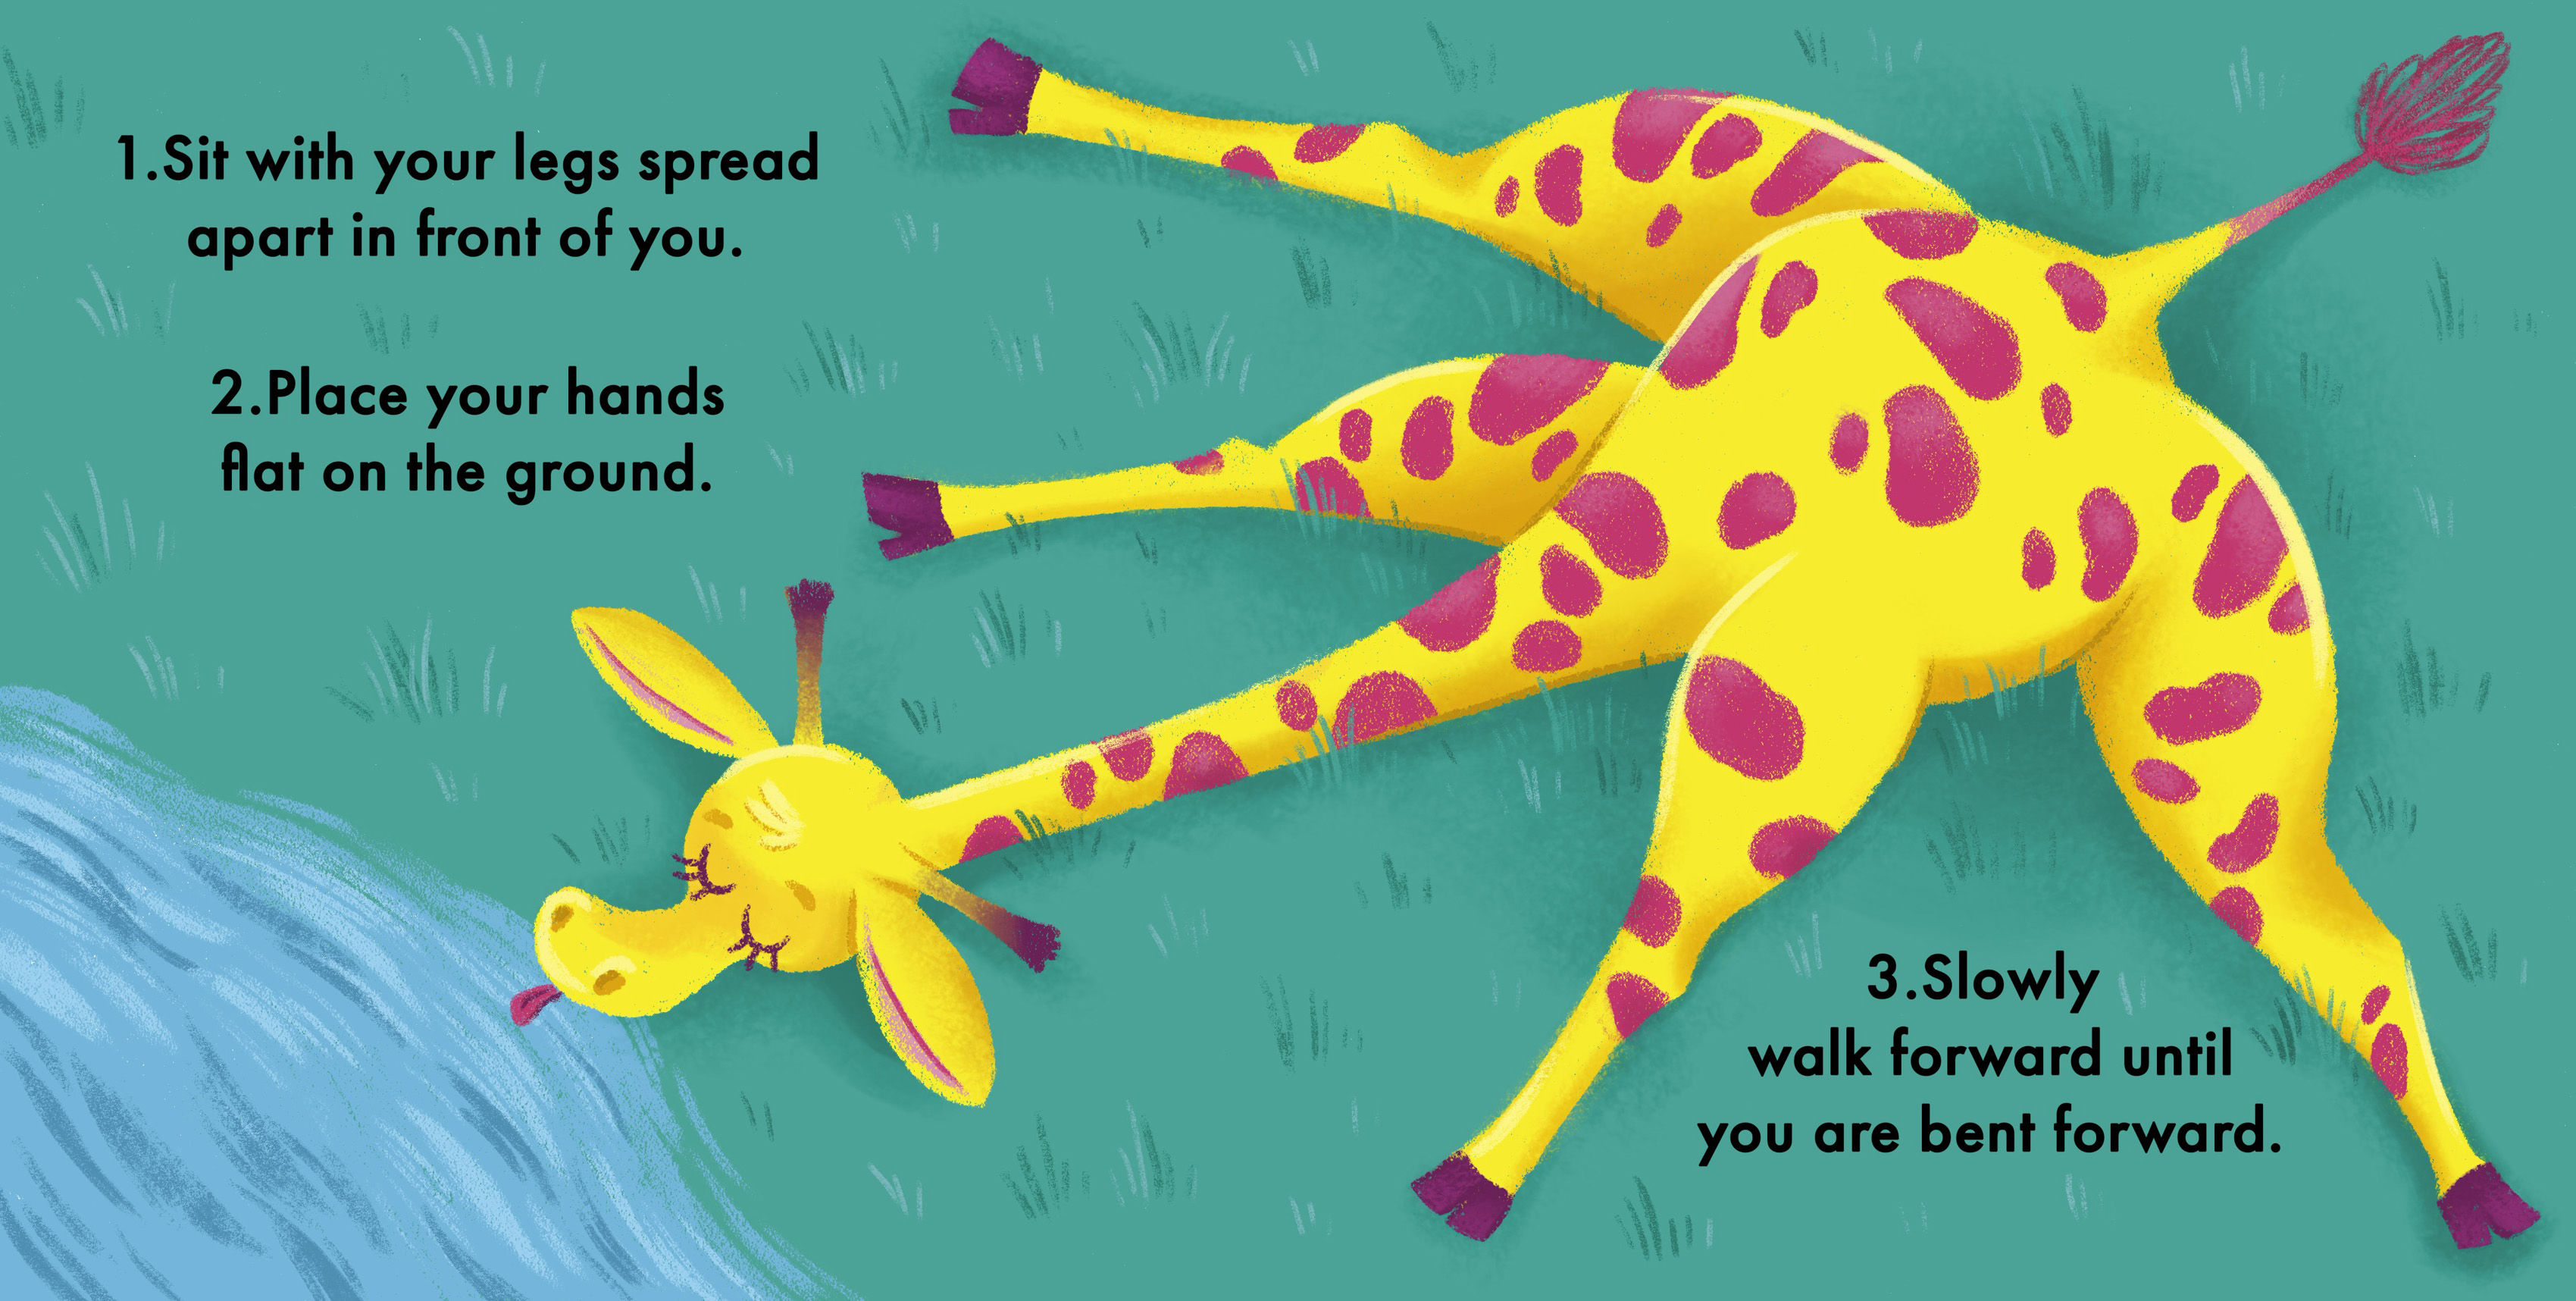 1.Sit with your legs spread
apart in front of you.
2.Place your hands
flat on the ground.
3.Slowly
walk forward until
you are bent forward.